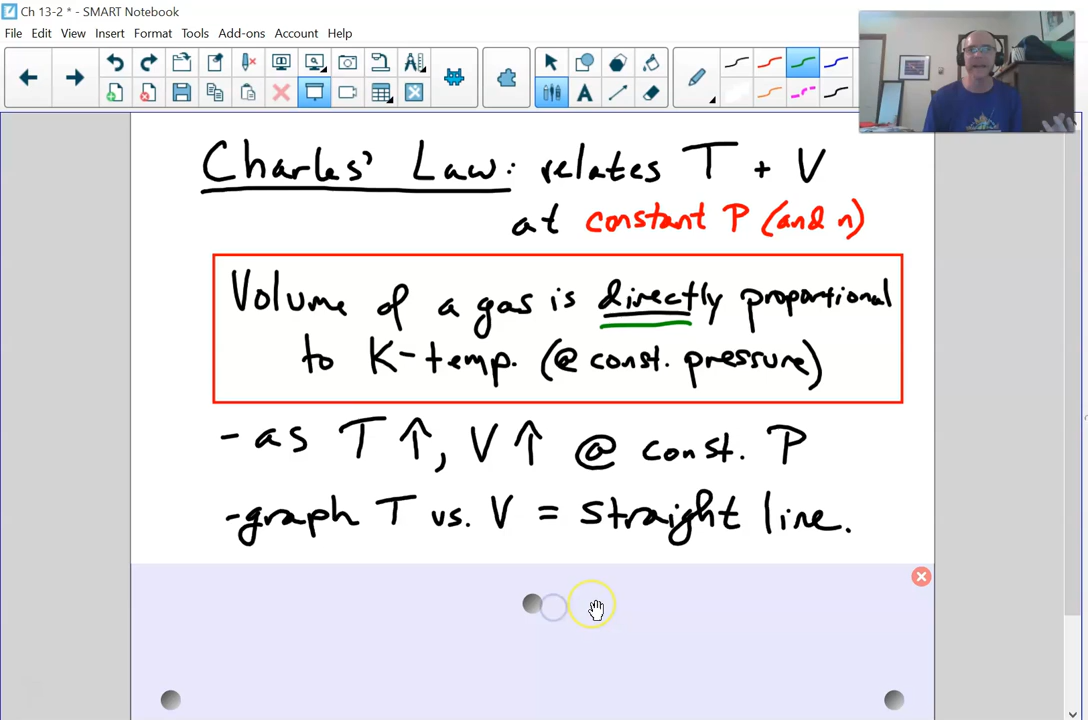 Ch 13-2 * - SMART Notebook
File Edit View Insert Format Tools Add-ons Account Help
Charles' Law: relates T + V
at constant P (and n)
Volume of a gas is directly proportional
to K-temp. (@ const. pressure)
- as T ↑, V ↑ @ const. P
- graph T vs. V = straight line.